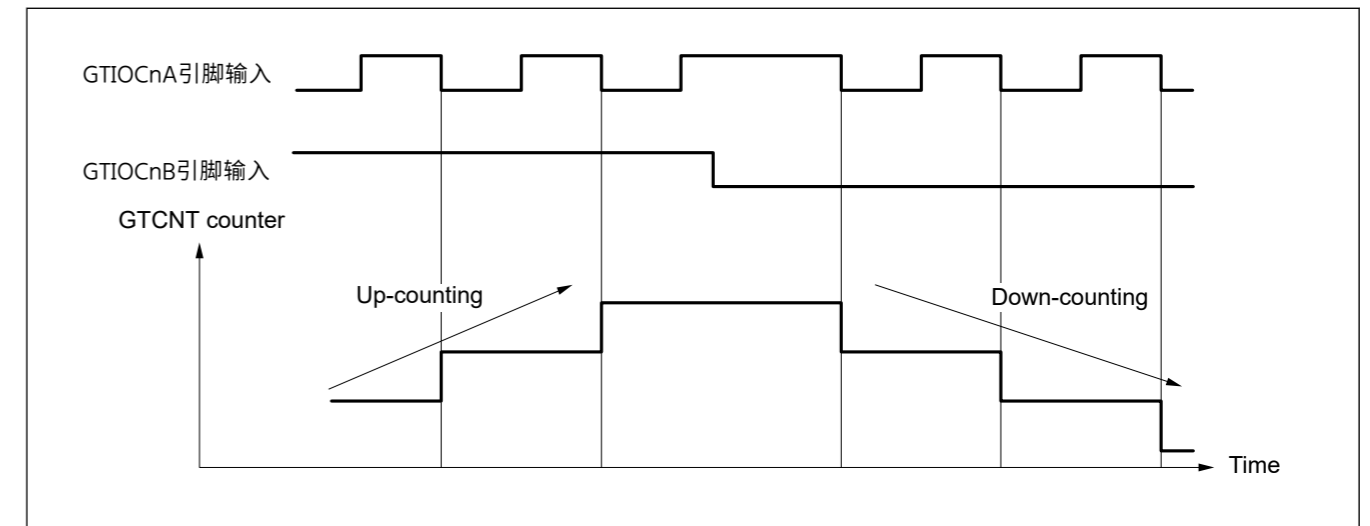 GTIOCnA引脚输入
GTIOCnB引脚输入
GTCNT counter
Up-counting
Down-counting
Time